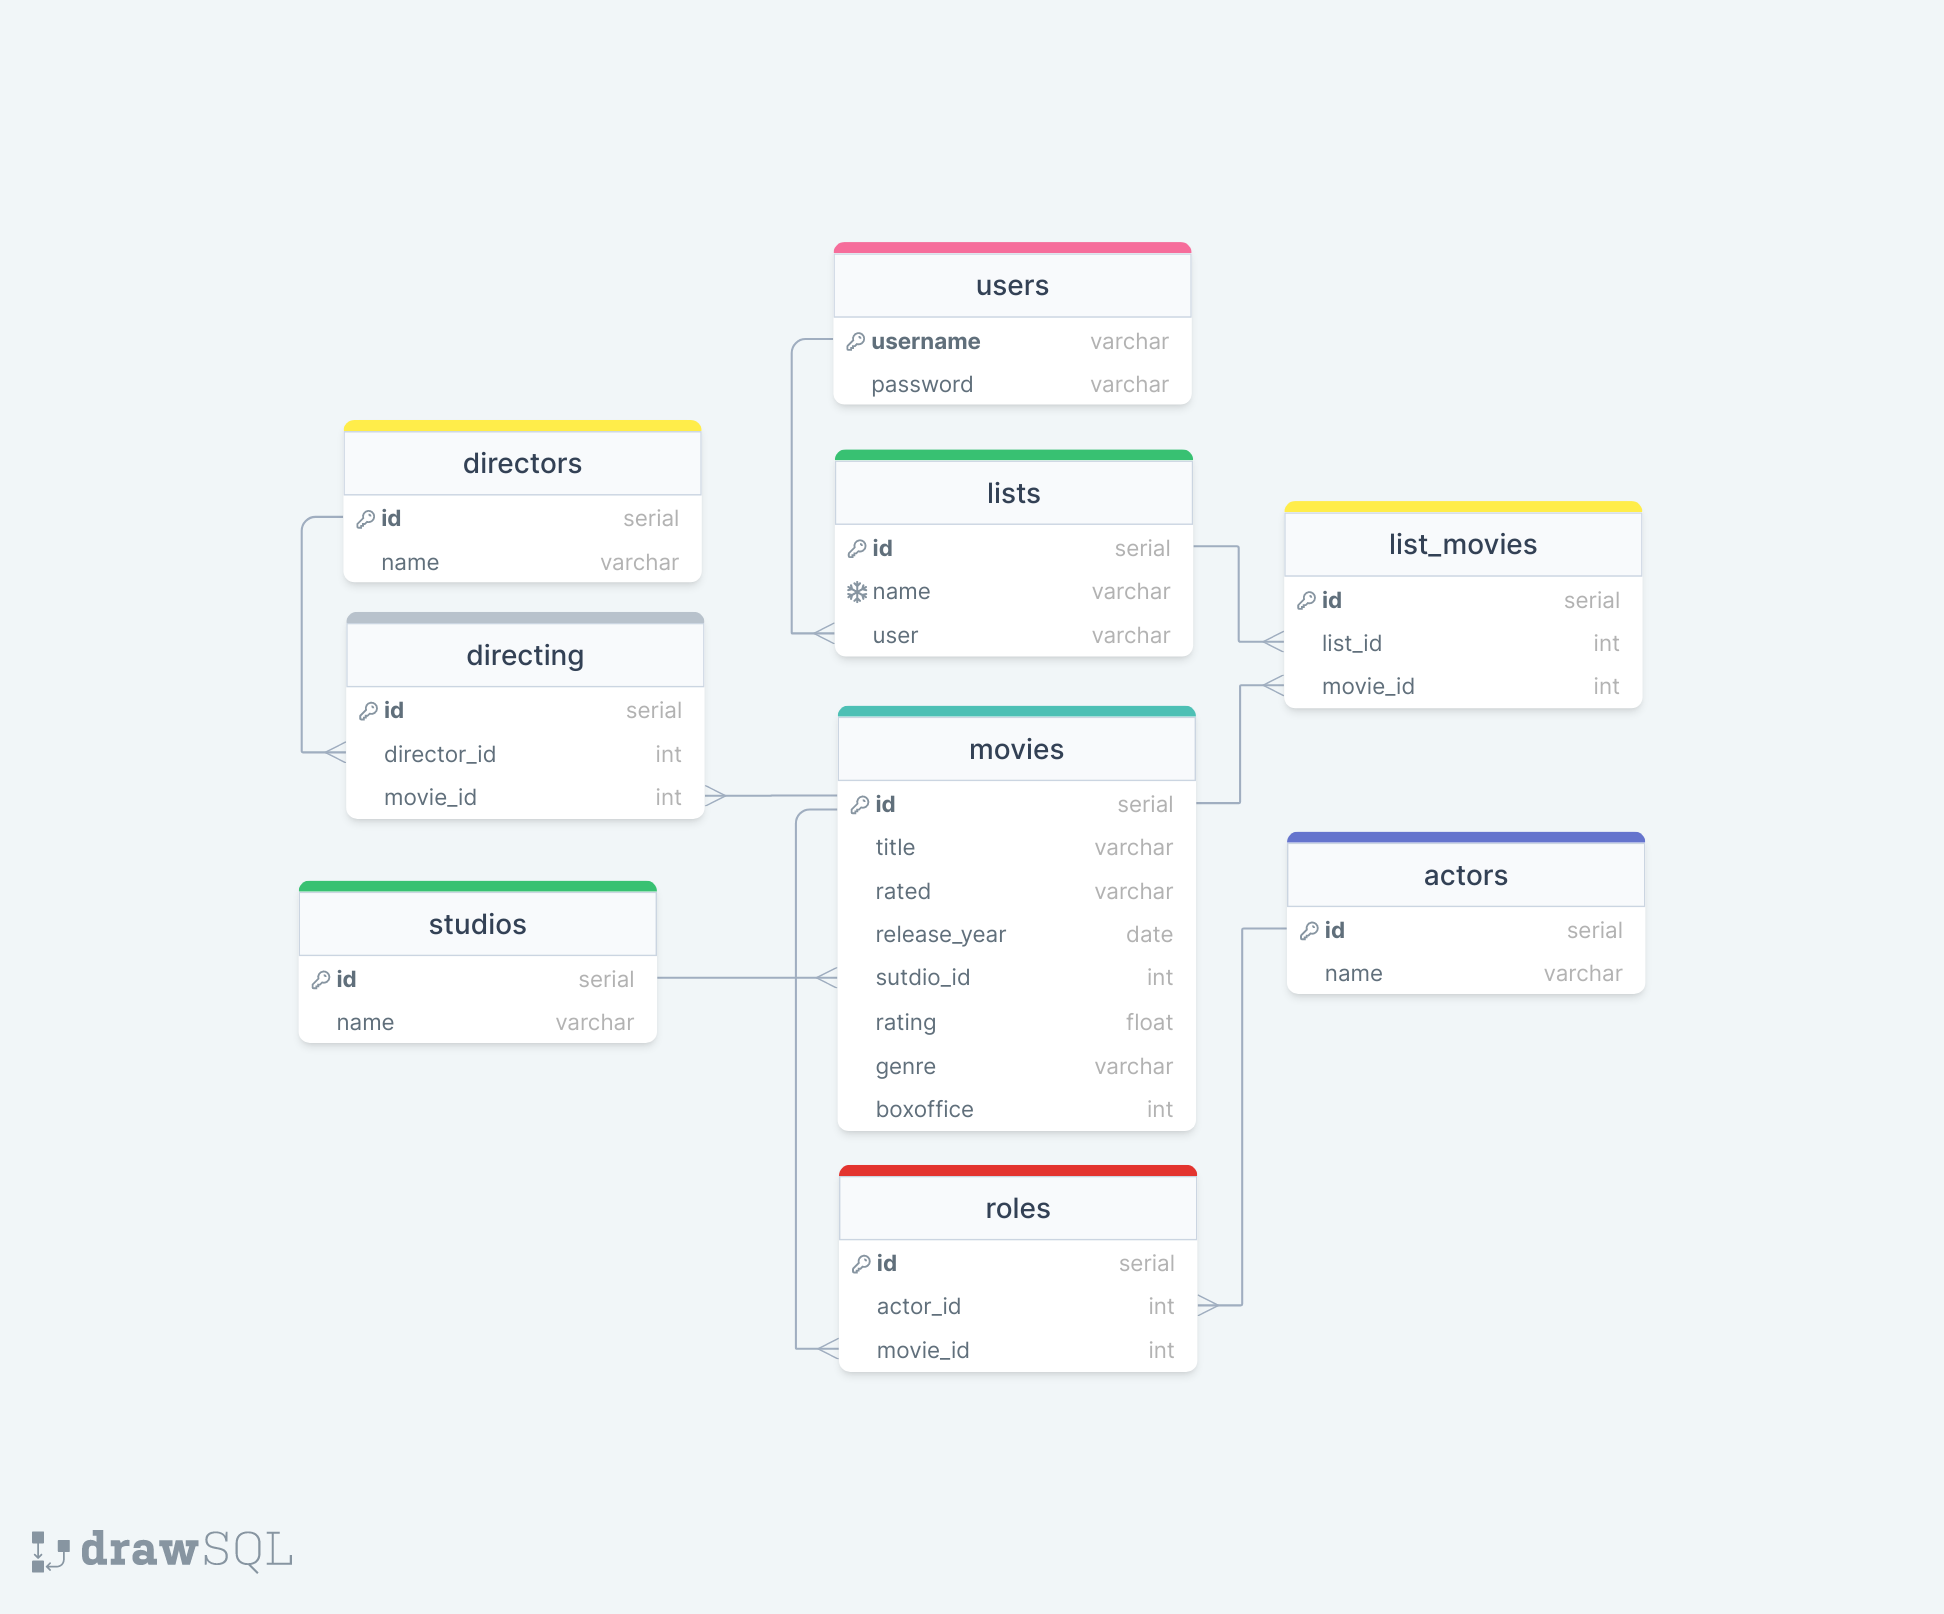 users
username varchar
password varchar
directors
id serial
name varchar
directing
id serial
director_id int
movie_id int
studios
id serial
name varchar
lists
id serial
name varchar
user varchar
movies
id serial
title varchar
rated varchar
release_year date
sutdio_id int
rating float
genre varchar
boxoffice int
roles
id serial
actor_id int
movie_id int
list_movies
id serial
list_id int
movie_id int
actors
id serial
name varchar
drawSQL